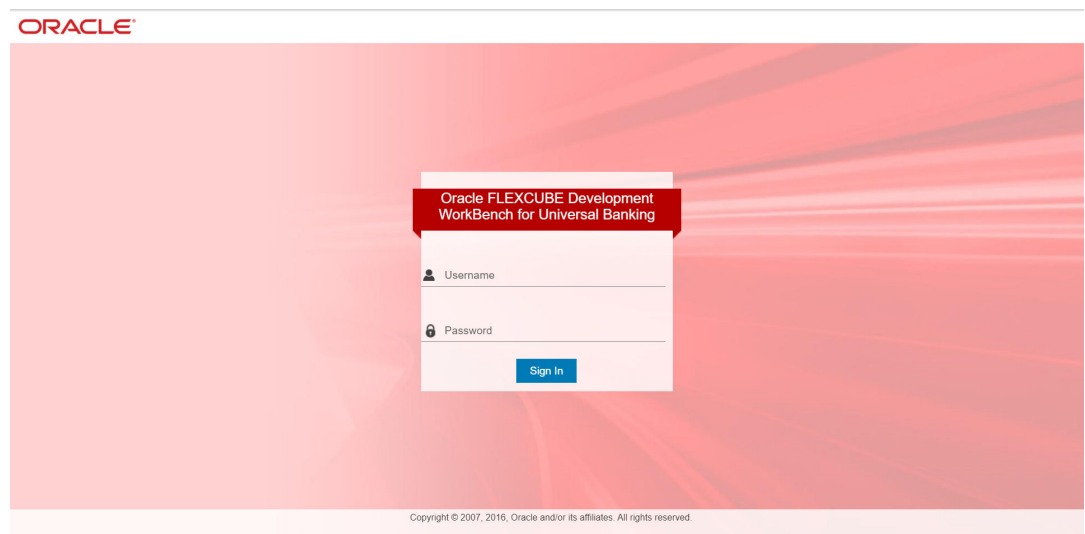 ORACLE®
Oracle FLEXCUBE Development
WorkBench for Universal Banking
Username
Password
Sign In
Copyright © 2007, 2016, Oracle and/or its affiliates. All rights reserved.